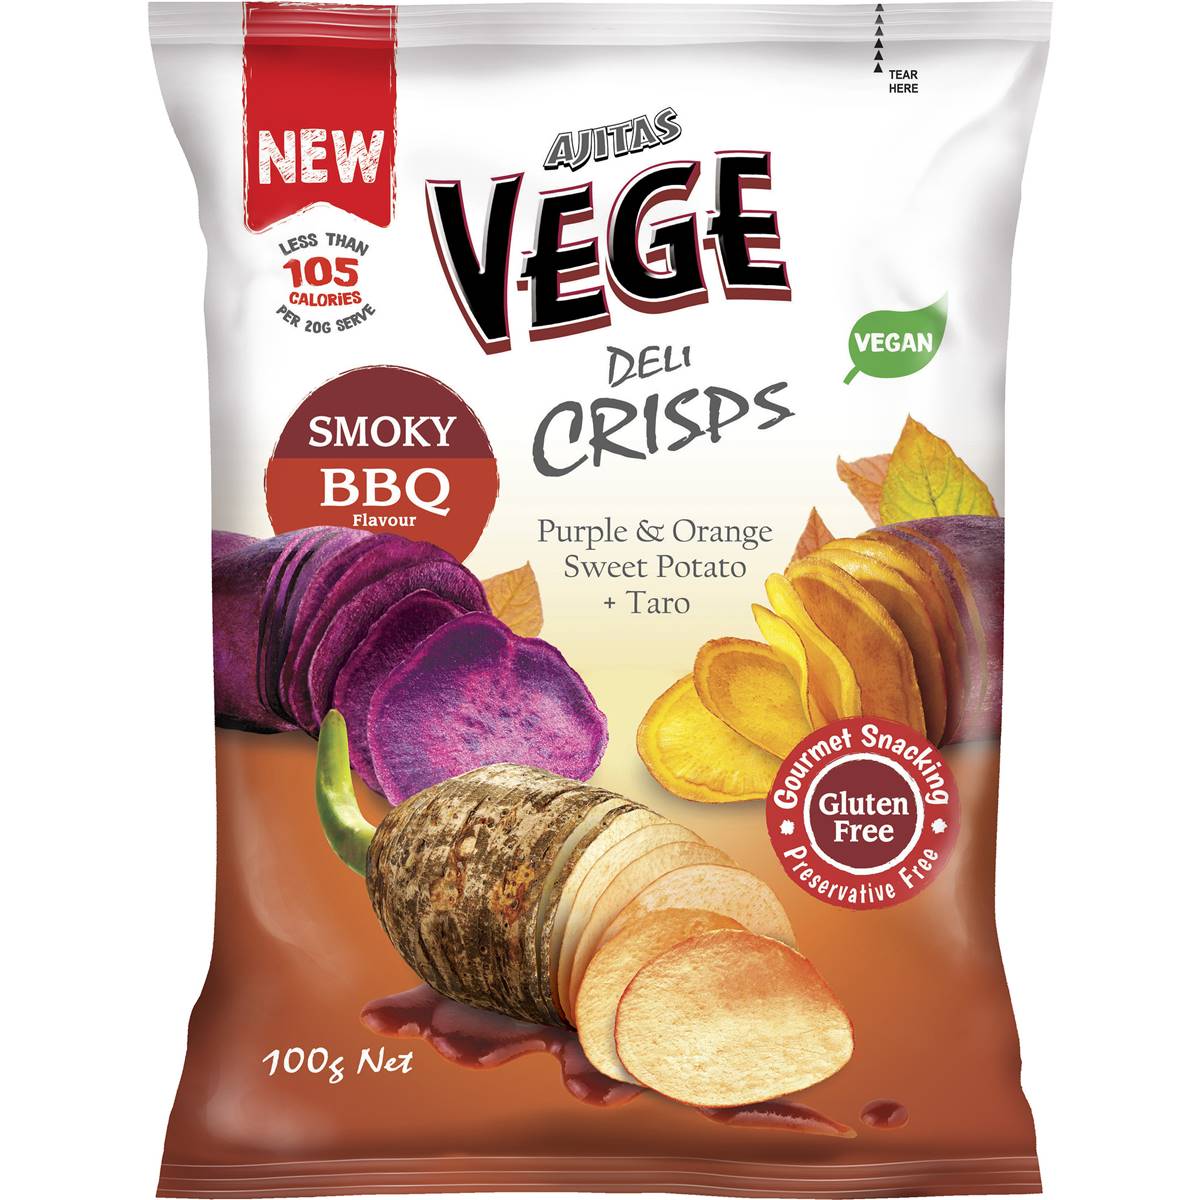 NEW
TEAR
HERE
AJITAS
VEGE
DELI
CRISPS
LESS THAN
105
CALORIES
PER 20G SERVE
VEGAN
SMOKY
BBQ
Flavour
Purple & Orange
Sweet Potato
+ Taro
Gourmet Snacking
Gluten
Free
Preservative Free
100g Net